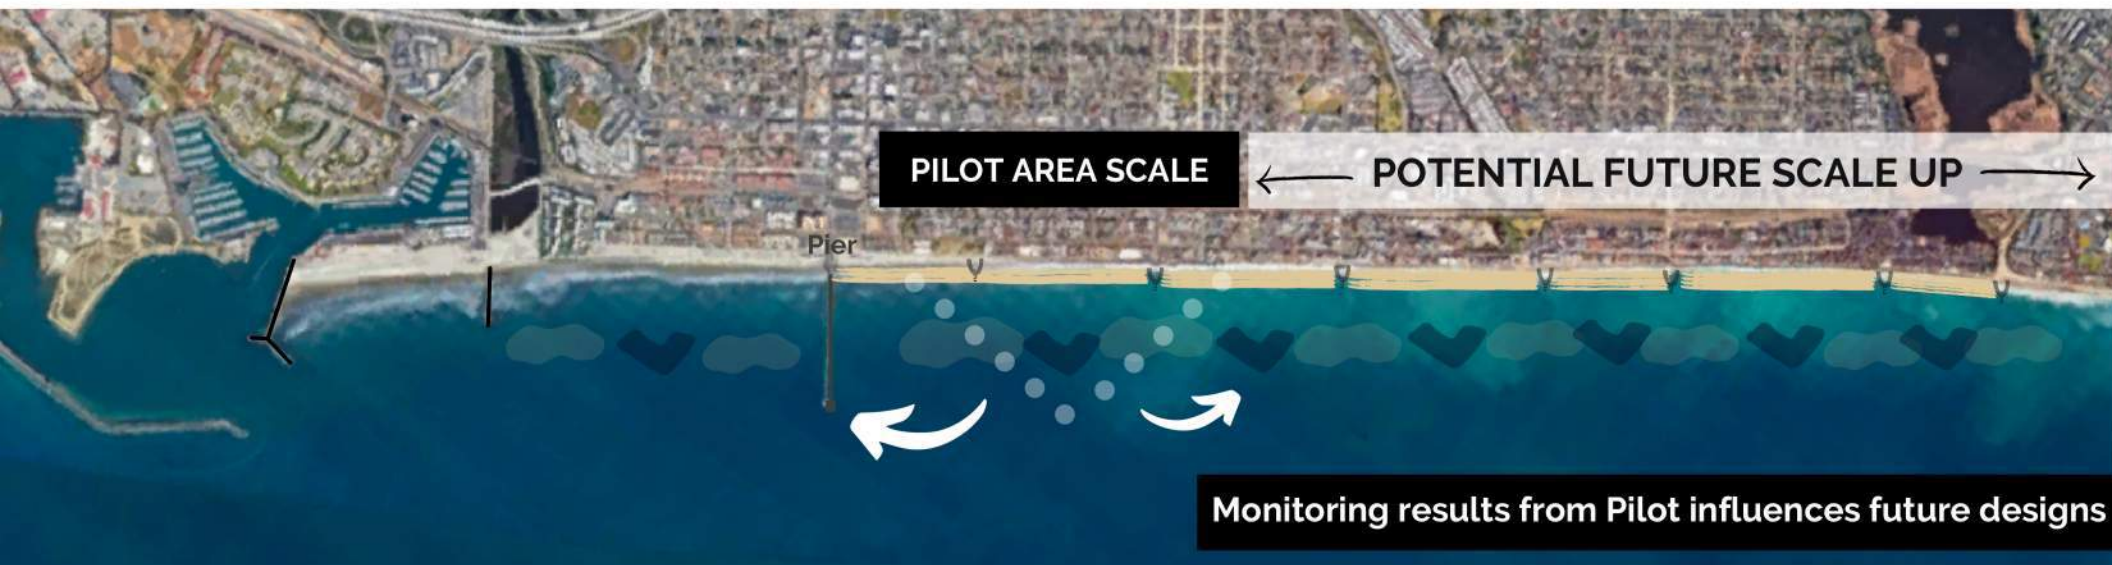 PILOT AREA SCALE
POTENTIAL FUTURE SCALE UP
Pier
Monitoring results from Pilot influences future designs